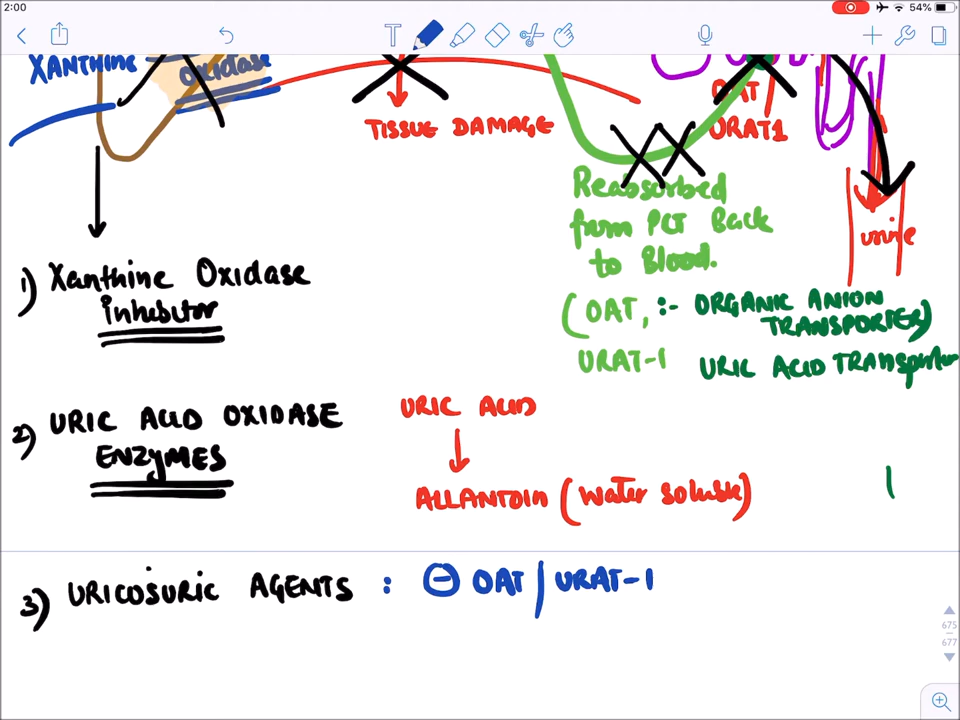 2:00
54%
T
XANTHINE
OXIDASE
TISSUE DAMAGE
OAT
URAT1
Reabsorbed
from PCT Back
to Blood.
urine
1) Xanthine Oxidase
inhibitor
(OAT, :- ORGANIC ANION
TRANSPORTER)
URAT-1 URIC ACID TRANSporter
2) URIC ACID OXIDASE
ENZYMES
URIC ACID
ALLANTOIN (Water soluble)
3) URICOSURIC AGENTS : ⊖ OAT | URAT-1
675
677